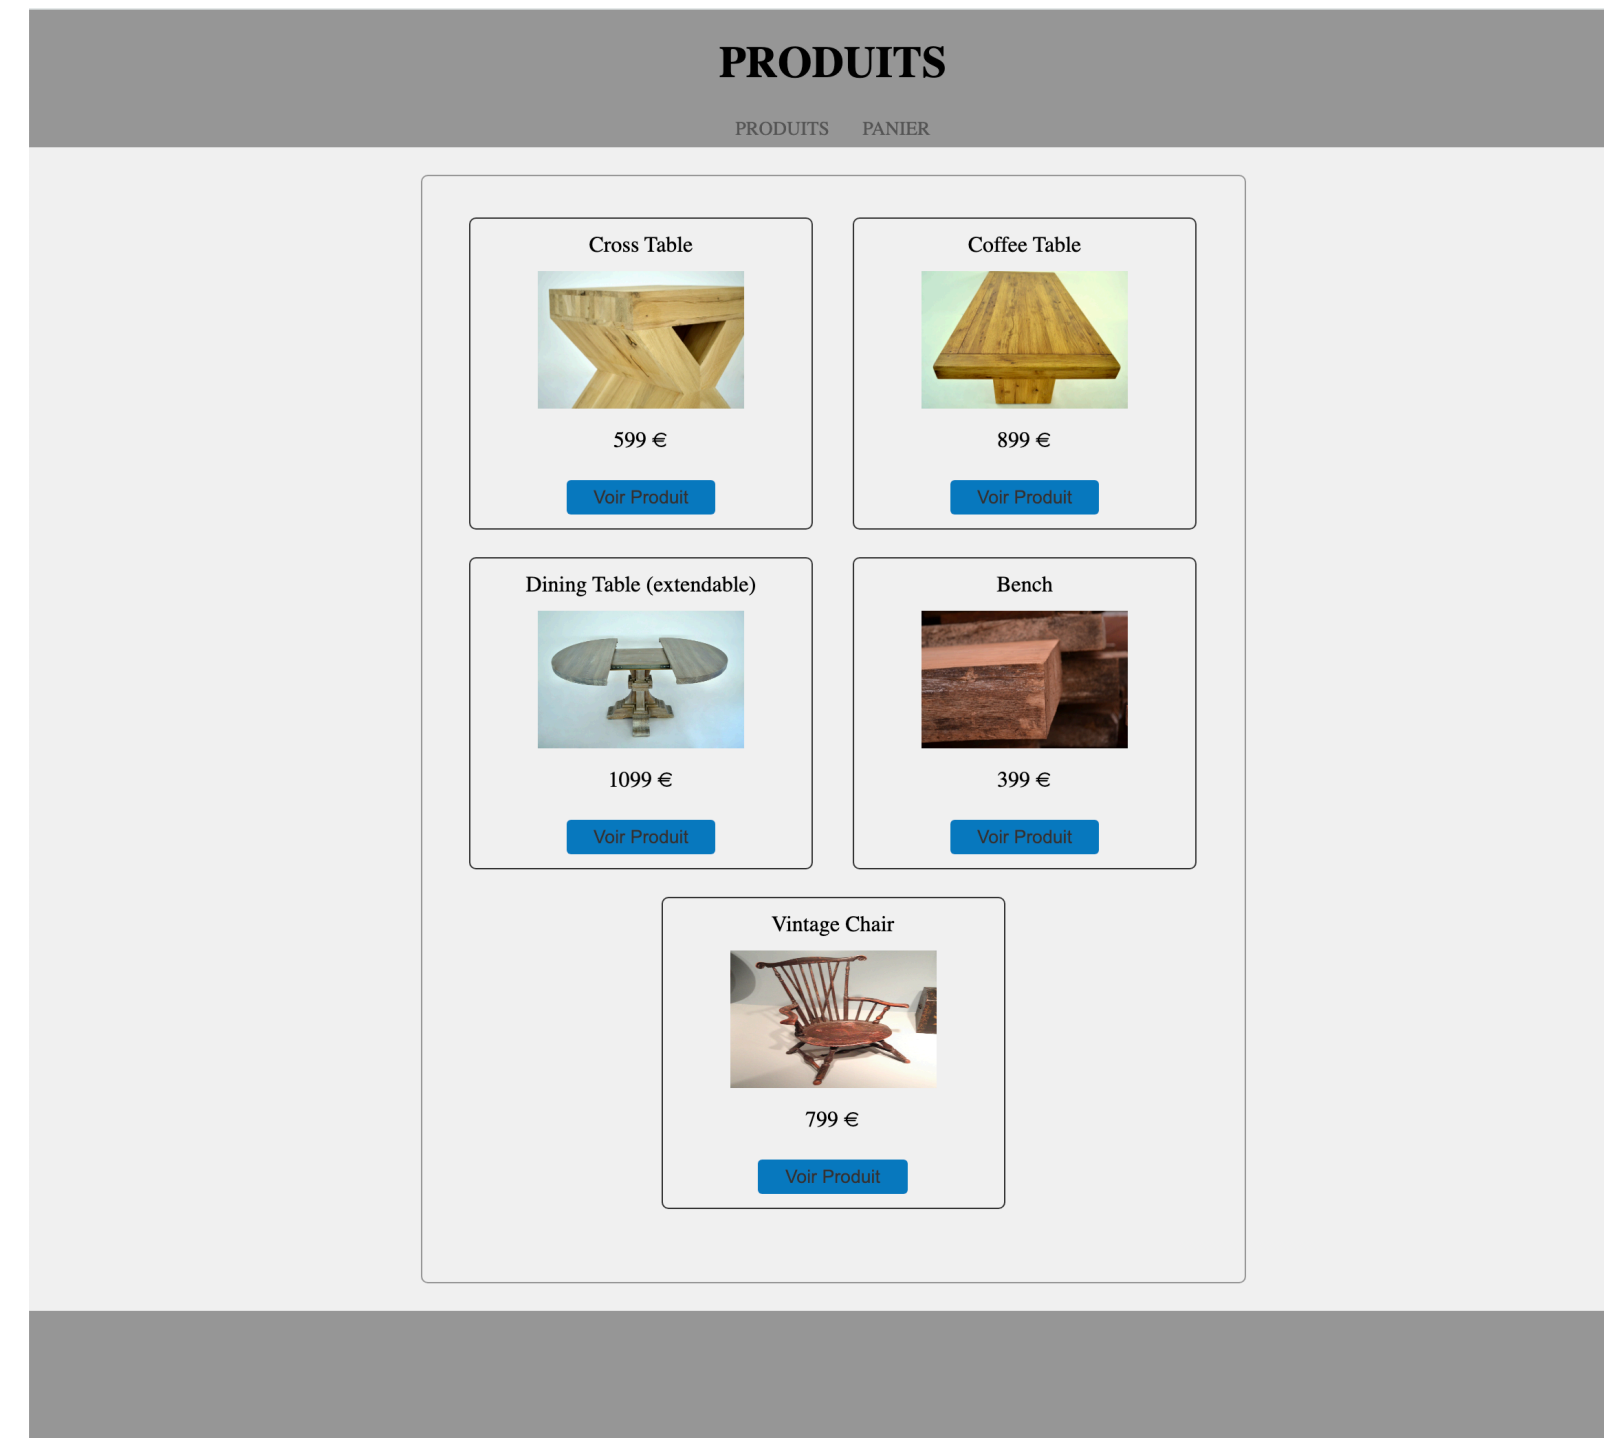 PRODUITS
PRODUITS PANIER
Cross Table
599 €
Voir Produit
Coffee Table
899 €
Voir Produit
Dining Table (extendable)
1099 €
Voir Produit
Bench
399 €
Voir Produit
Vintage Chair
799 €
Voir Produit